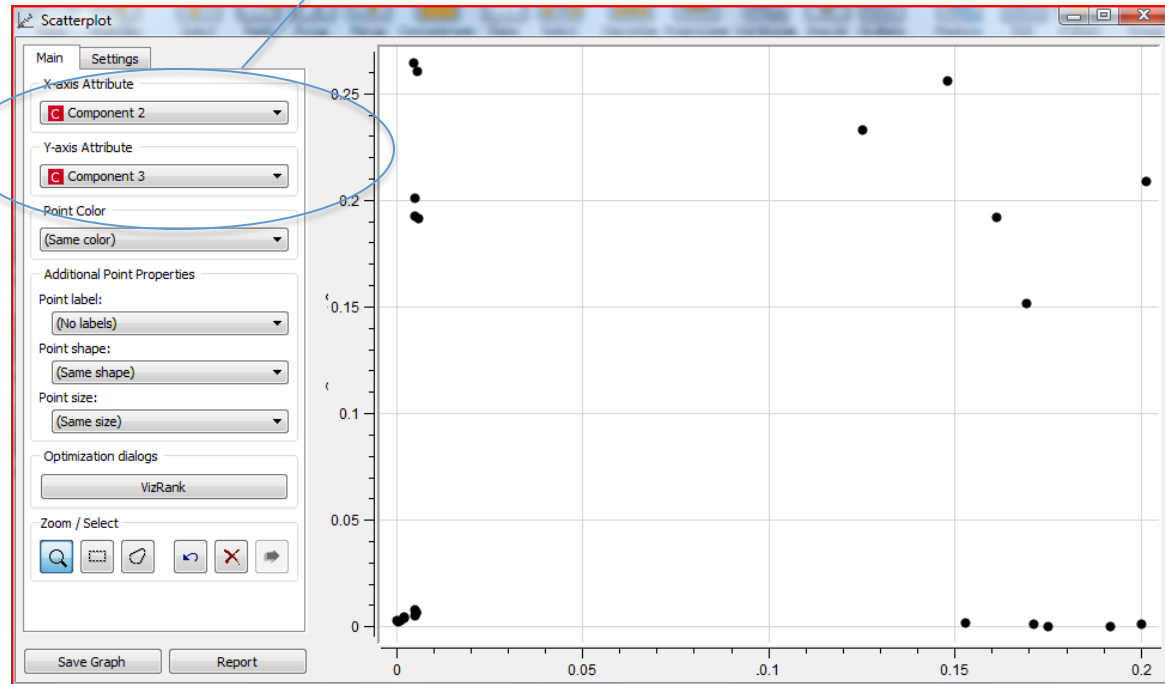 Scatterplot
Main Settings
X-axis Attribute
C Component 2
Y-axis Attribute
C Component 3
Point Color
(Same color)
Additional Point Properties
Point label:
(No labels)
Point shape:
(Same shape)
Point size:
(Same size)
Optimization dialogs
VizRank
Zoom / Select
Save Graph Report
0.25
0.2
0.15
0.1
0.05
0
0 0.05 .0.1 0.15 0.2